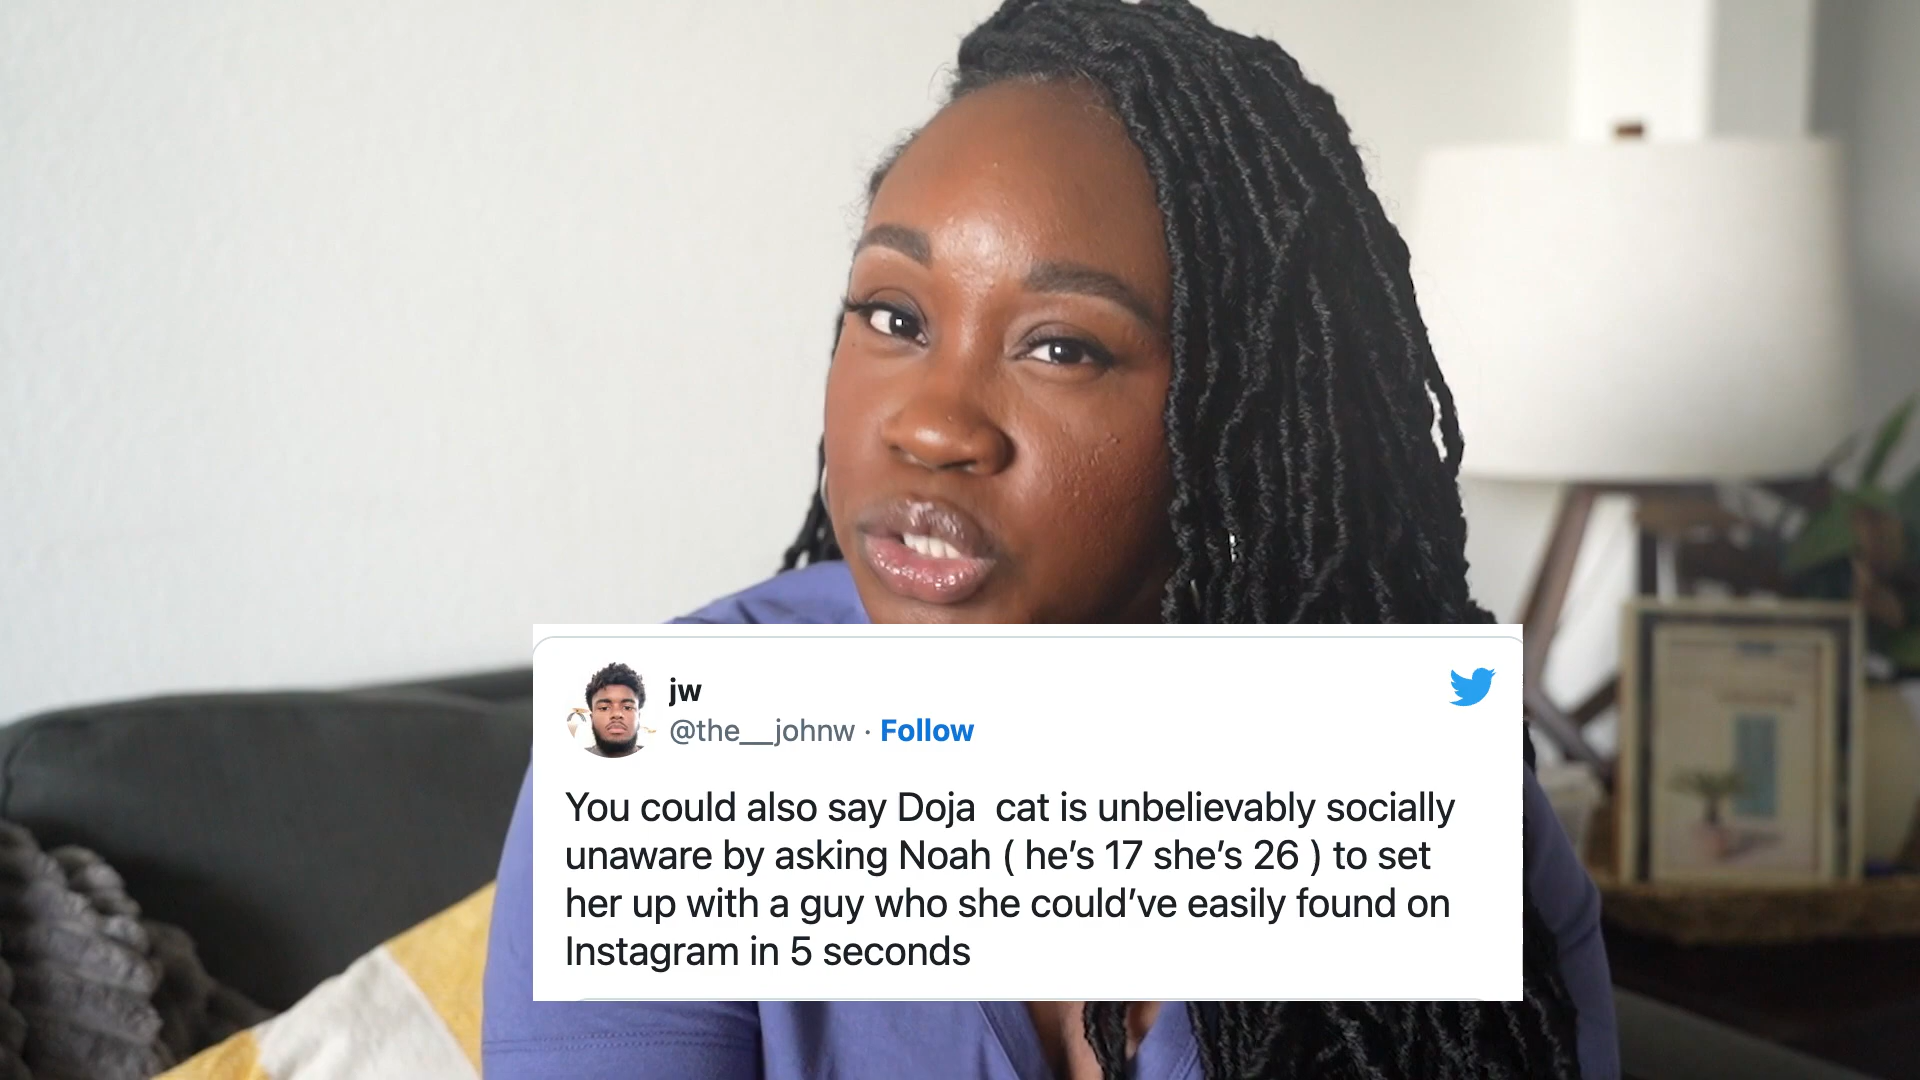 jw
@the__johnw · Follow
You could also say Doja  cat is unbelievably socially
unaware by asking Noah ( he’s 17 she’s 26 ) to set
her up with a guy who she could’ve easily found on
Instagram in 5 seconds